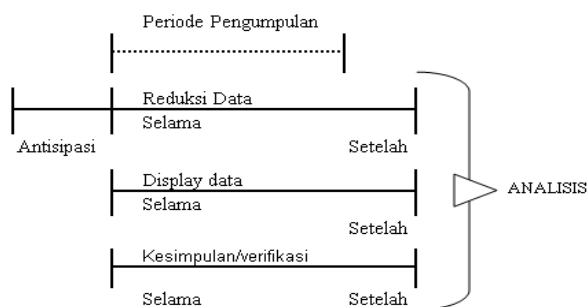 Periode Pengumpulan
Reduksi Data
Selama
Antisipasi
Setelah
Display data
Selama
Setelah
ANALISIS
Kesimpulan/verifikasi
Selama
Setelah